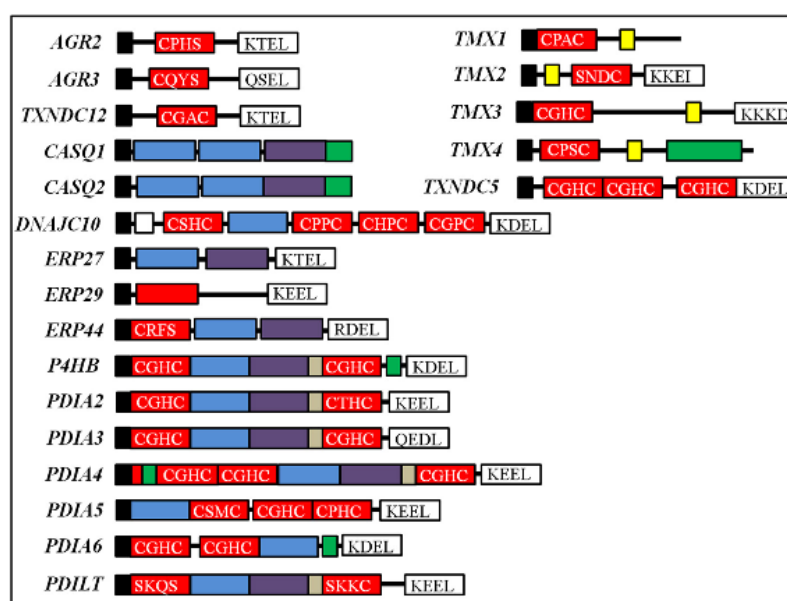 AGR2 CPHS KTEL
AGR3 CQYS QSEL
TXNDC12 CGAC KTEL
CASQ1
CASQ2
DNAJC10 CSHC CPPC CHPC CGPC KDEL
ERP27 KTEL
ERP29 KEEL
ERP44 CRFS RDEL
P4HB CGHC CGHC KDEL
PDIA2 CGHC CTHC KEEL
PDIA3 CGHC CGHC QEDL
PDIA4 CGHC CGHC CGHC KEEL
PDIA5 CSMC CGHC CPHC KEEL
PDIA6 CGHC CGHC KDEL
PDILT SKQS SKKC KEEL
TMX1 CPAC
TMX2 SNDC KKEI
TMX3 CGHC KKKD
TMX4 CPSC
TXNDC5 CGHC CGHC CGHC KDEL